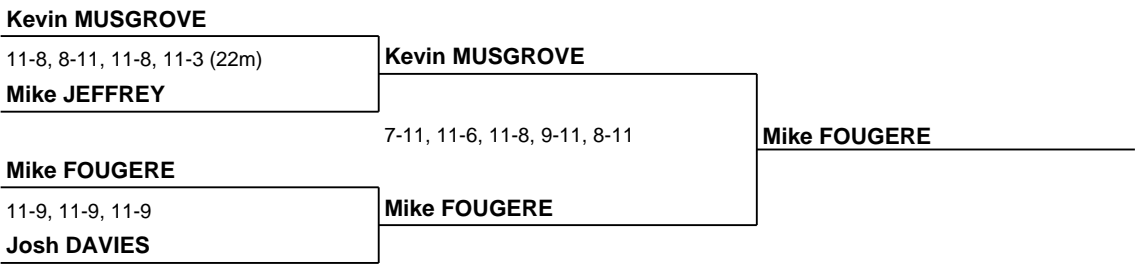 Kevin MUSGROVE
11-8, 8-11, 11-8, 11-3 (22m)
Kevin MUSGROVE
Mike JEFFREY
7-11, 11-6, 11-8, 9-11, 8-11
Mike FOUGERE
Mike FOUGERE
11-9, 11-9, 11-9
Mike FOUGERE
Josh DAVIES